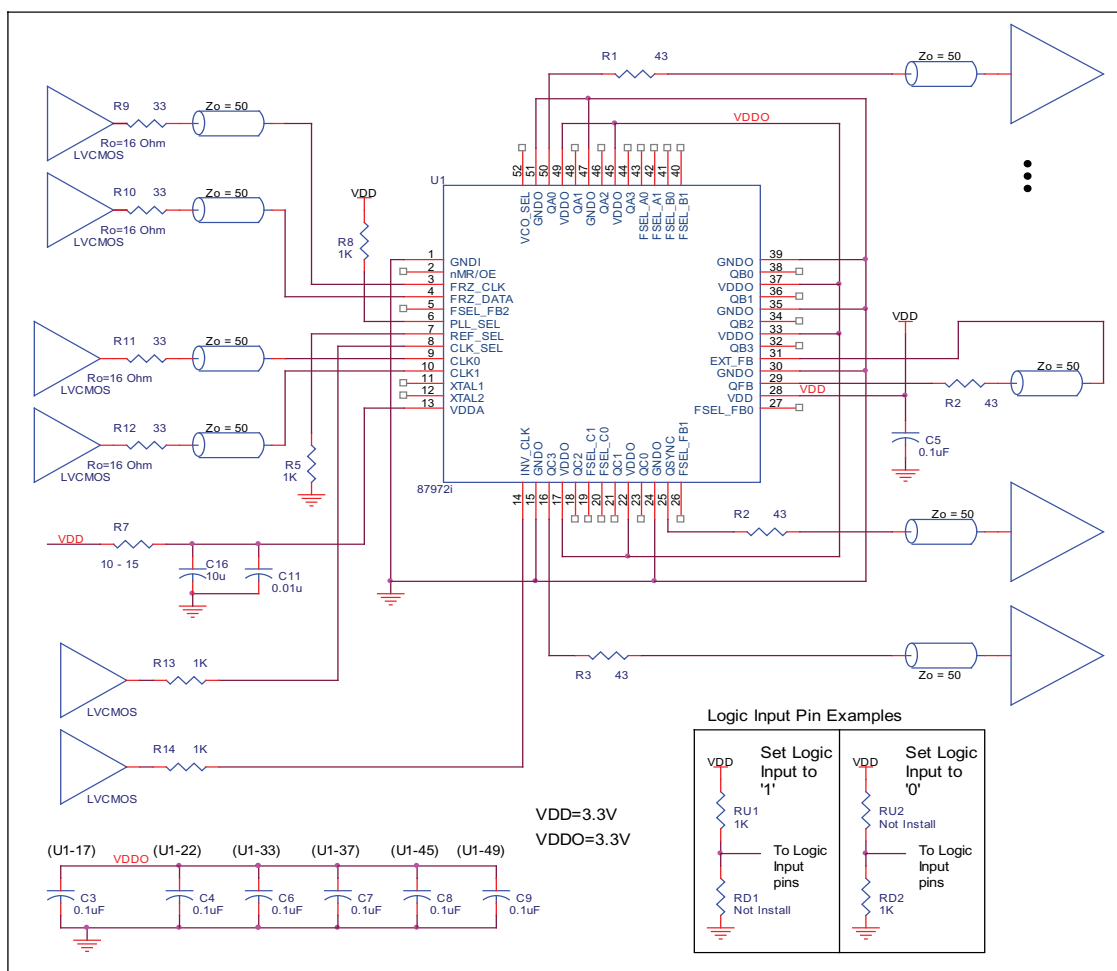 R1 43
Zo = 50
R9 33
Zo = 50
Ro=16 Ohm
LVCMOS
VDDO
R10 33
Zo = 50
Ro=16 Ohm
LVCMOS
VDD
R8
1K
U1
52 51 50 49 48 47 46 45 44 43 42 41 40
VCO_SEL
GNDO
QA0
VDDO
QA1
GNDO
QA2
VDDO
QA3
FSEL_A0
FSEL_A1
FSEL_B0
FSEL_B1
1 GNDI
2 nMR/OE
3 FRZ_CLK
4 FRZ_DATA
5 FSEL_FB2
6 PLL_SEL
7 REF_SEL
8 CLK_SEL
9 CLK0
10 CLK1
11 XTAL1
12 XTAL2
13 VDDA
GNDO 39
QB0 38
VDDO 37
QB1 36
GNDO 35
QB2 34
VDDO 33
QB3 32
EXT_FB 31
GNDO 30
QFB 29
VDD 28
FSEL_FB0 27
INV_CLK
GNDO
QC3
VDDO
QC2
FSEL_C1
FSEL_C0
QC1
VDDO
QC0
GNDO
QSYNC
FSEL_FB1
14 15 16 17 18 19 20 21 22 23 24 25 26
87972i
R11 33
Zo = 50
Ro=16 Ohm
LVCMOS
R12 33
Zo = 50
Ro=16 Ohm
LVCMOS
R5
1K
VDD
VDD
R2 43
Zo = 50
C5
0.1uF
VDD
R7
10 - 15
C16
10u
C11
0.01u
R2 43
Zo = 50
R13 1K
LVCMOS
R3 43
Zo = 50
R14 1K
LVCMOS
Logic Input Pin Examples
VDD
Set Logic
Input to
'1'
RU1
1K
To Logic
Input
pins
RD1
Not Install
VDD
Set Logic
Input to
'0'
RU2
Not Install
To Logic
Input
pins
RD2
1K
VDD=3.3V
VDDO=3.3V
(U1-17) (U1-22) (U1-33) (U1-37) (U1-45) (U1-49)
VDDO
C3
0.1uF
C4
0.1uF
C6
0.1uF
C7
0.1uF
C8
0.1uF
C9
0.1uF